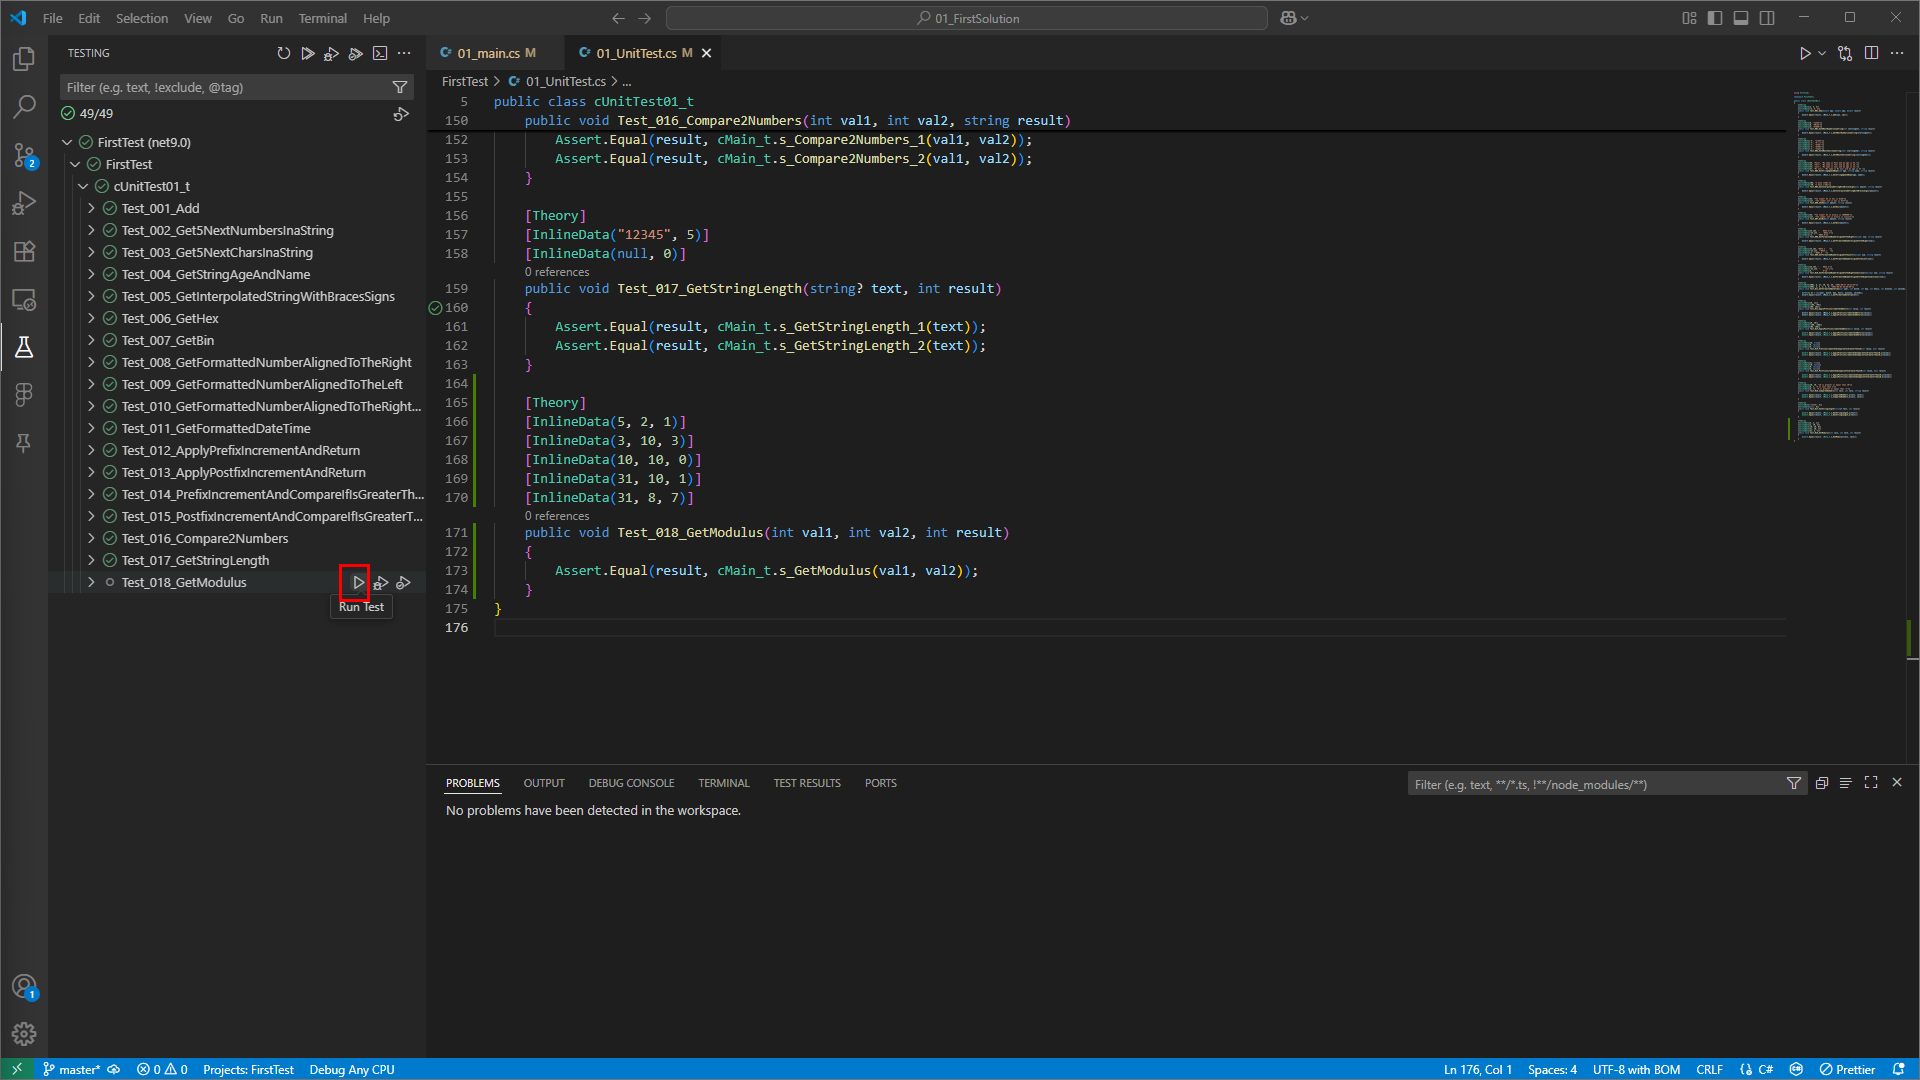 File Edit Selection View Go Run Terminal Help
01_FirstSolution
TESTING
Filter (e.g. text, !exclude, @tag)
49/49
FirstTest (net9.0)
FirstTest
cUnitTest01_t
Test_001_Add
Test_002_Get5NextNumbersInaString
Test_003_Get5NextCharsInaString
Test_004_GetStringAgeAndName
Test_005_GetInterpolatedStringWithBracesSigns
Test_006_GetHex
Test_007_GetBin
Test_008_GetFormattedNumberAlignedToTheRight
Test_009_GetFormattedNumberAlignedToTheLeft
Test_010_GetFormattedNumberAlignedToTheRight...
Test_011_GetFormattedDateTime
Test_012_ApplyPrefixIncrementAndReturn
Test_013_ApplyPostfixIncrementAndReturn
Test_014_PrefixIncrementAndCompareIfIsGreaterTh...
Test_015_PostfixIncrementAndCompareIfIsGreaterT...
Test_016_Compare2Numbers
Test_017_GetStringLength
Test_018_GetModulus
Run Test
2
1
01_main.cs M
01_UnitTest.cs M
FirstTest > 01_UnitTest.cs > ...
5 public class cUnitTest01_t
150 public void Test_016_Compare2Numbers(int val1, int val2, string result)
152 Assert.Equal(result, cMain_t.s_Compare2Numbers_1(val1, val2));
153 Assert.Equal(result, cMain_t.s_Compare2Numbers_2(val1, val2));
154 }
155
156 [Theory]
157 [InlineData("12345", 5)]
158 [InlineData(null, 0)]
0 references
159 public void Test_017_GetStringLength(string? text, int result)
160 {
161 Assert.Equal(result, cMain_t.s_GetStringLength_1(text));
162 Assert.Equal(result, cMain_t.s_GetStringLength_2(text));
163 }
164
165 [Theory]
166 [InlineData(5, 2, 1)]
167 [InlineData(3, 10, 3)]
168 [InlineData(10, 10, 0)]
169 [InlineData(31, 10, 1)]
170 [InlineData(31, 8, 7)]
0 references
171 public void Test_018_GetModulus(int val1, int val2, int result)
172 {
173 Assert.Equal(result, cMain_t.s_GetModulus(val1, val2));
174 }
175 }
176
PROBLEMS OUTPUT DEBUG CONSOLE TERMINAL TEST RESULTS PORTS
Filter (e.g. text, **/*.ts, !**/node_modules/**)
No problems have been detected in the workspace.
master* 0 0 Projects: FirstTest Debug Any CPU
Ln 176, Col 1 Spaces: 4 UTF-8 with BOM CRLF C# Prettier